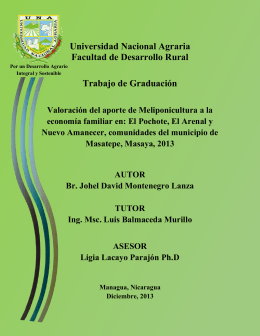 UNA
Por un Desarrollo Agrario
Integral y Sostenible
Universidad Nacional Agraria
Facultad de Desarrollo Rural
Trabajo de Graduación
Valoración del aporte de Meliponicultura a la
economía familiar en: El Pochote, El Arenal y
Nuevo Amanecer, comunidades del municipio de
Masatepe, Masaya, 2013
AUTOR
Br. Johel David Montenegro Lanza
TUTOR
Ing. Msc. Luis Balmaceda Murillo
ASESOR
Ligia Lacayo Parajón Ph.D
Managua, Nicaragua
Diciembre, 2013